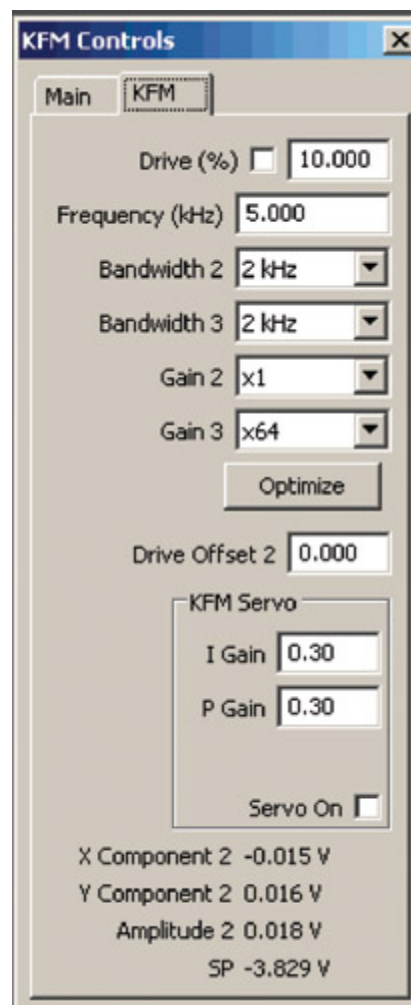 KFM Controls
Main KFM
Drive (%) 10.000
Frequency (kHz) 5.000
Bandwidth 2 2 kHz
Bandwidth 3 2 kHz
Gain 2 x1
Gain 3 x64
Optimize
Drive Offset 2 0.000
KFM Servo
I Gain 0.30
P Gain 0.30
Servo On
X Component 2 -0.015 V
Y Component 2 0.016 V
Amplitude 2 0.018 V
SP -3.829 V